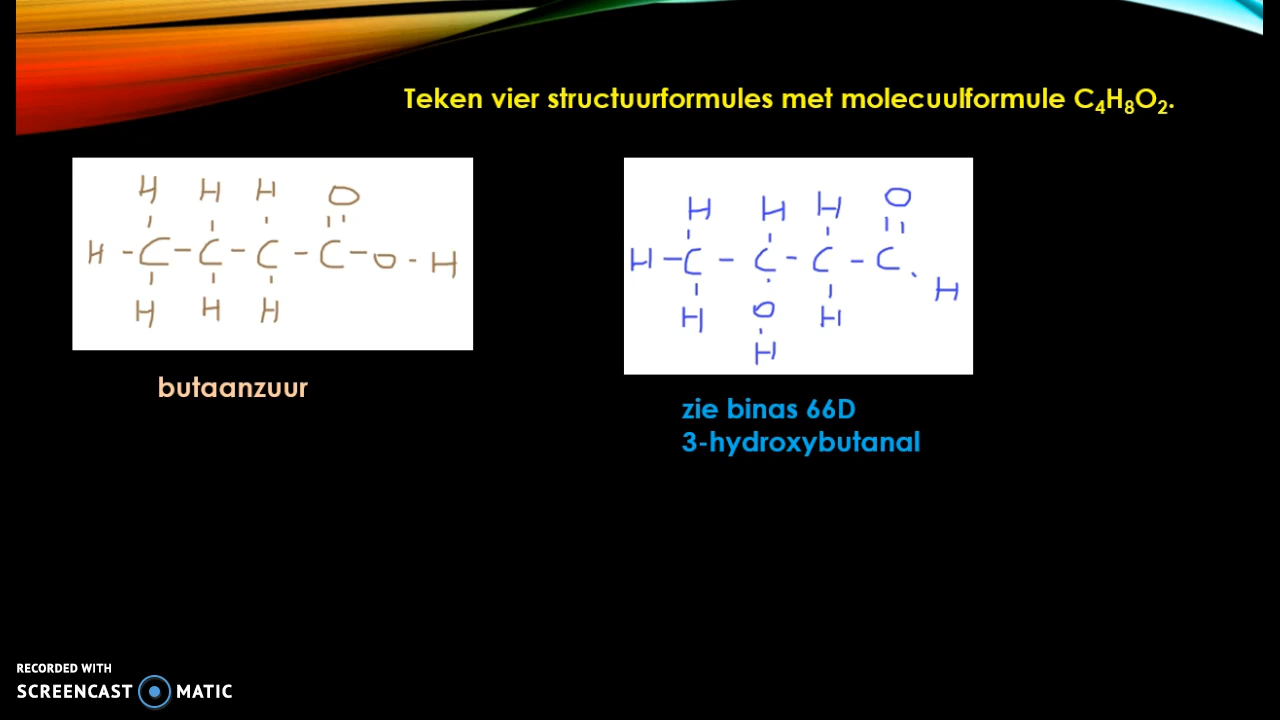 Teken vier structuurformules met molecuulformule C₄H₈O₂.
H H H O
H - C - C - C - C - O - H
H H H
butaanzuur
H H H O
H - C - C - C - C
H O H H
H
zie binas 66D
3-hydroxybutanal
RECORDED WITH
SCREENCAST MATIC